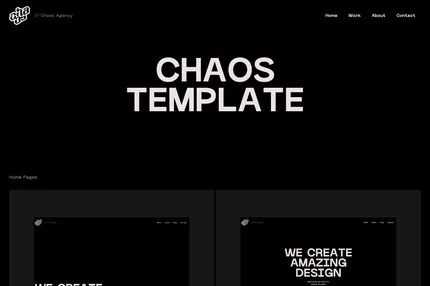 // Chaos Agency
Home
Work
About
Contact
CHAOS
TEMPLATE
Home Pages
WE CREATE
WE CREATE
AMAZING
DESIGN